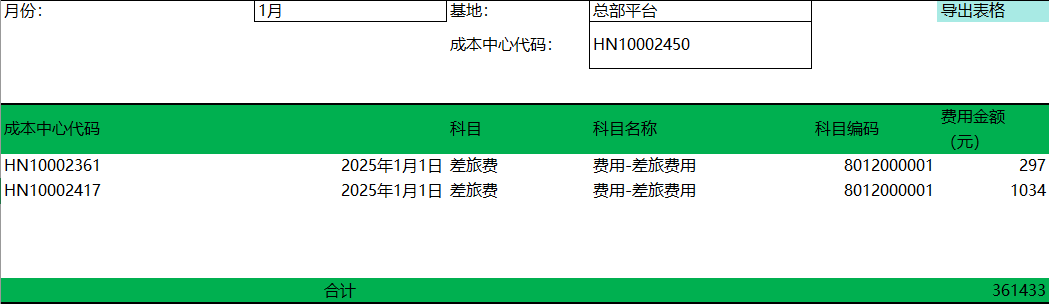 月份： 1月 基地： 总部平台 导出表格
成本中心代码： HN10002450
成本中心代码 科目 科目名称 科目编码 费用金额（元）
HN10002361 2025年1月1日 差旅费 费用-差旅费用 8012000001 297
HN10002417 2025年1月1日 差旅费 费用-差旅费用 8012000001 1034
合计 361433